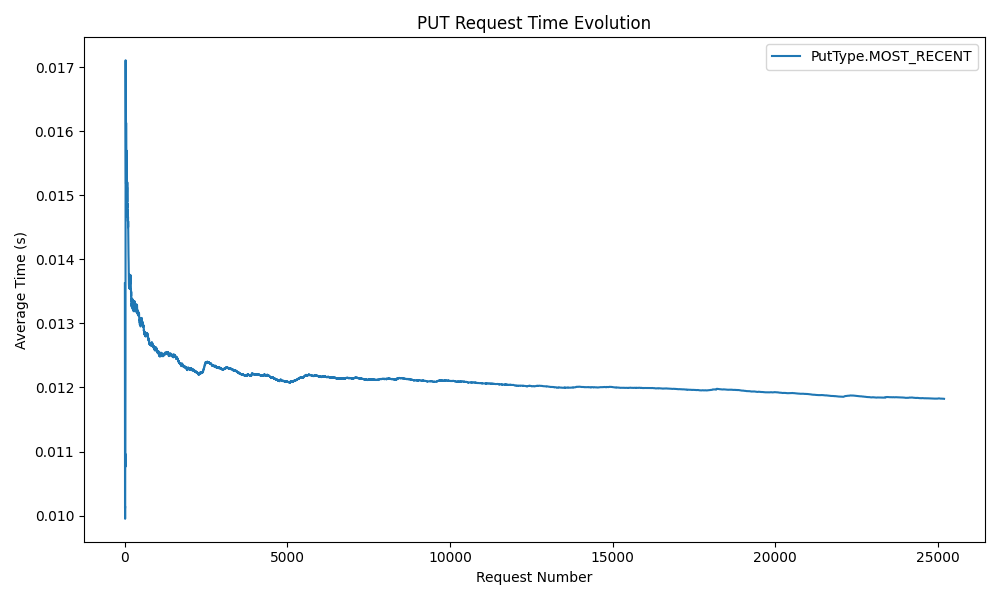 PUT Request Time Evolution
PutType.MOST_RECENT
Average Time (s)
0.017
0.016
0.015
0.014
0.013
0.012
0.011
0.010
0 5000 10000 15000 20000 25000
Request Number